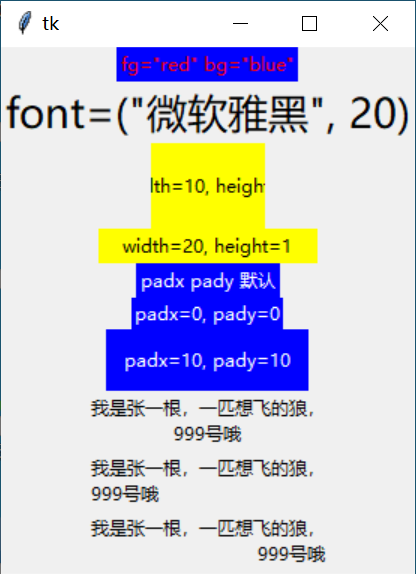 tk
fg="red" bg="blue"
font=("微软雅黑", 20)
lth=10, heigh
width=20, height=1
padx pady 默认
padx=0, pady=0
padx=10, pady=10
我是张一根，一匹想飞的狼，
999号哦
我是张一根，一匹想飞的狼，
999号哦
我是张一根，一匹想飞的狼，
999号哦